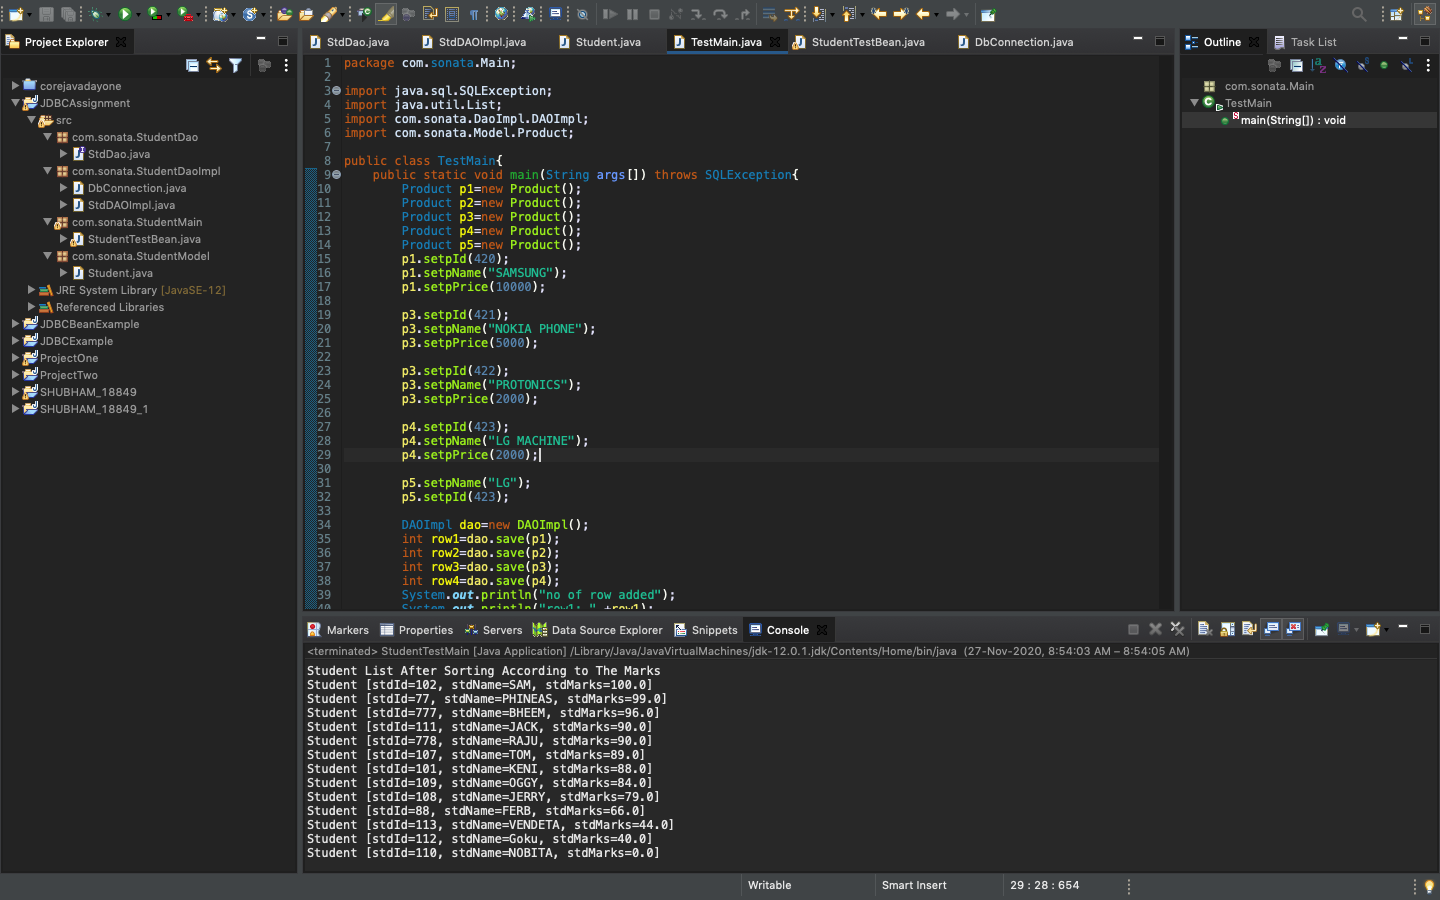 Project Explorer
corejavadayone
JDBCAssignment
src
com.sonata.StudentDao
StdDao.java
com.sonata.StudentDaoImpl
DbConnection.java
StdDAOImpl.java
com.sonata.StudentMain
StudentTestBean.java
com.sonata.StudentModel
Student.java
JRE System Library [JavaSE-12]
Referenced Libraries
JDBCBeanExample
JDBCExample
ProjectOne
ProjectTwo
SHUBHAM_18849
SHUBHAM_18849_1
StdDao.java StdDAOImpl.java Student.java TestMain.java StudentTestBean.java DbConnection.java
1 package com.sonata.Main;
2
3 import java.sql.SQLException;
4 import java.util.List;
5 import com.sonata.DaoImpl.DAOImpl;
6 import com.sonata.Model.Product;
7
8 public class TestMain{
9 public static void main(String args[]) throws SQLException{
10 Product p1=new Product();
11 Product p2=new Product();
12 Product p3=new Product();
13 Product p4=new Product();
14 Product p5=new Product();
15 p1.setpId(420);
16 p1.setpName("SAMSUNG");
17 p1.setpPrice(10000);
18
19 p3.setpId(421);
20 p3.setpName("NOKIA PHONE");
21 p3.setpPrice(5000);
22
23 p3.setpId(422);
24 p3.setpName("PROTONICS");
25 p3.setpPrice(2000);
26
27 p4.setpId(423);
28 p4.setpName("LG MACHINE");
29 p4.setpPrice(2000);
30
31 p5.setpName("LG");
32 p5.setpId(423);
33
34 DAOImpl dao=new DAOImpl();
35 int row1=dao.save(p1);
36 int row2=dao.save(p2);
37 int row3=dao.save(p3);
38 int row4=dao.save(p4);
39 System.out.println("no of row added");
40 System.out.println("row1: " +row1);
Outline Task List
com.sonata.Main
TestMain
main(String[]) : void
Markers Properties Servers Data Source Explorer Snippets Console
<terminated> StudentTestMain [Java Application] /Library/Java/JavaVirtualMachines/jdk-12.0.1.jdk/Contents/Home/bin/java (27-Nov-2020, 8:54:03 AM – 8:54:05 AM)
Student List After Sorting According to The Marks
Student [stdId=102, stdName=SAM, stdMarks=100.0]
Student [stdId=77, stdName=PHINEAS, stdMarks=99.0]
Student [stdId=777, stdName=BHEEM, stdMarks=96.0]
Student [stdId=111, stdName=JACK, stdMarks=90.0]
Student [stdId=778, stdName=RAJU, stdMarks=90.0]
Student [stdId=107, stdName=TOM, stdMarks=89.0]
Student [stdId=101, stdName=KENI, stdMarks=88.0]
Student [stdId=109, stdName=OGGY, stdMarks=84.0]
Student [stdId=108, stdName=JERRY, stdMarks=79.0]
Student [stdId=88, stdName=FERB, stdMarks=66.0]
Student [stdId=113, stdName=VENDETA, stdMarks=44.0]
Student [stdId=112, stdName=Goku, stdMarks=40.0]
Student [stdId=110, stdName=NOBITA, stdMarks=0.0]
Writable Smart Insert 29 : 28 : 654